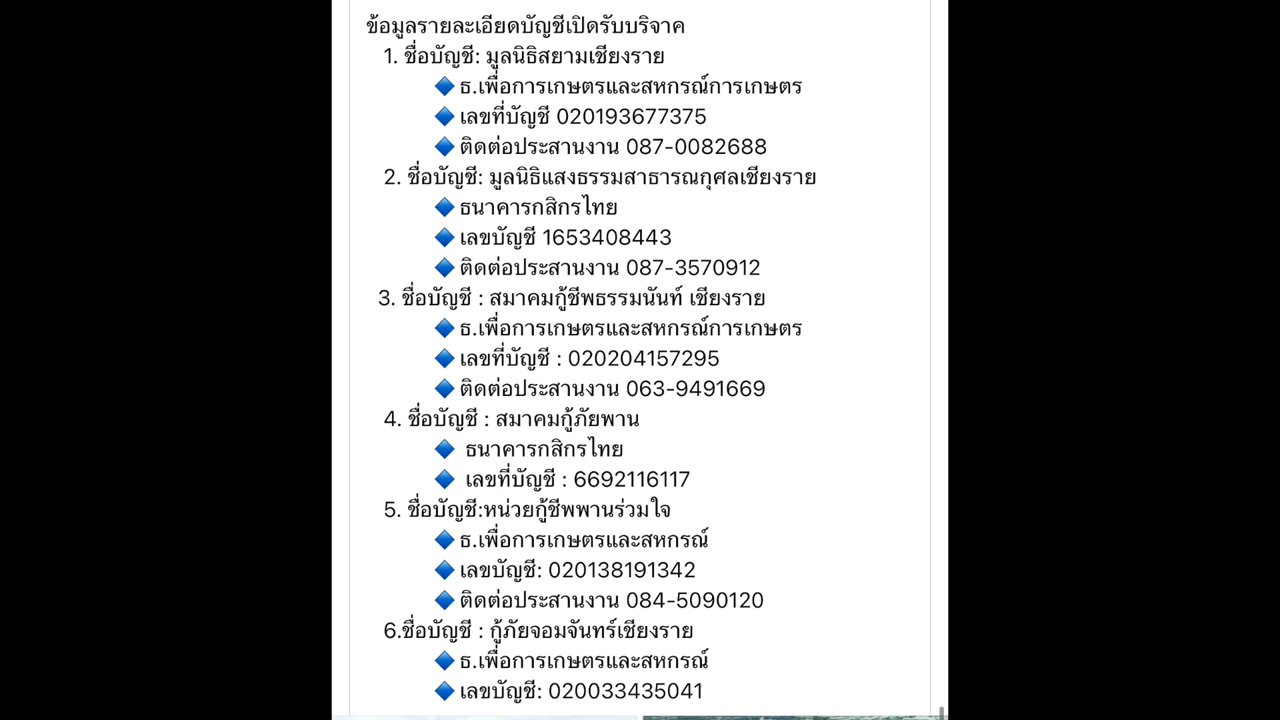 ข้อมูลรายละเอียดบัญชีเปิดรับบริจาค
1. ชื่อบัญชี: มูลนิธิสยามเชียงราย
🔷 ธ.เพื่อการเกษตรและสหกรณ์การเกษตร
🔷 เลขที่บัญชี 020193677375
🔷 ติดต่อประสานงาน 087-0082688
2. ชื่อบัญชี: มูลนิธิแสงธรรมสาธารณกุศลเชียงราย
🔷 ธนาคารกสิกรไทย
🔷 เลขบัญชี 1653408443
🔷 ติดต่อประสานงาน 087-3570912
3. ชื่อบัญชี : สมาคมกู้ชีพธรรมนันท์ เชียงราย
🔷 ธ.เพื่อการเกษตรและสหกรณ์การเกษตร
🔷 เลขที่บัญชี : 020204157295
🔷 ติดต่อประสานงาน 063-9491669
4. ชื่อบัญชี : สมาคมกู้ภัยพาน
🔷 ธนาคารกสิกรไทย
🔷 เลขที่บัญชี : 6692116117
5. ชื่อบัญชี:หน่วยกู้ชีพพานร่วมใจ
🔷 ธ.เพื่อการเกษตรและสหกรณ์
🔷 เลขบัญชี: 020138191342
🔷 ติดต่อประสานงาน 084-5090120
6.ชื่อบัญชี : กู้ภัยจอมจันทร์เชียงราย
🔷 ธ.เพื่อการเกษตรและสหกรณ์
🔷 เลขบัญชี: 020033435041